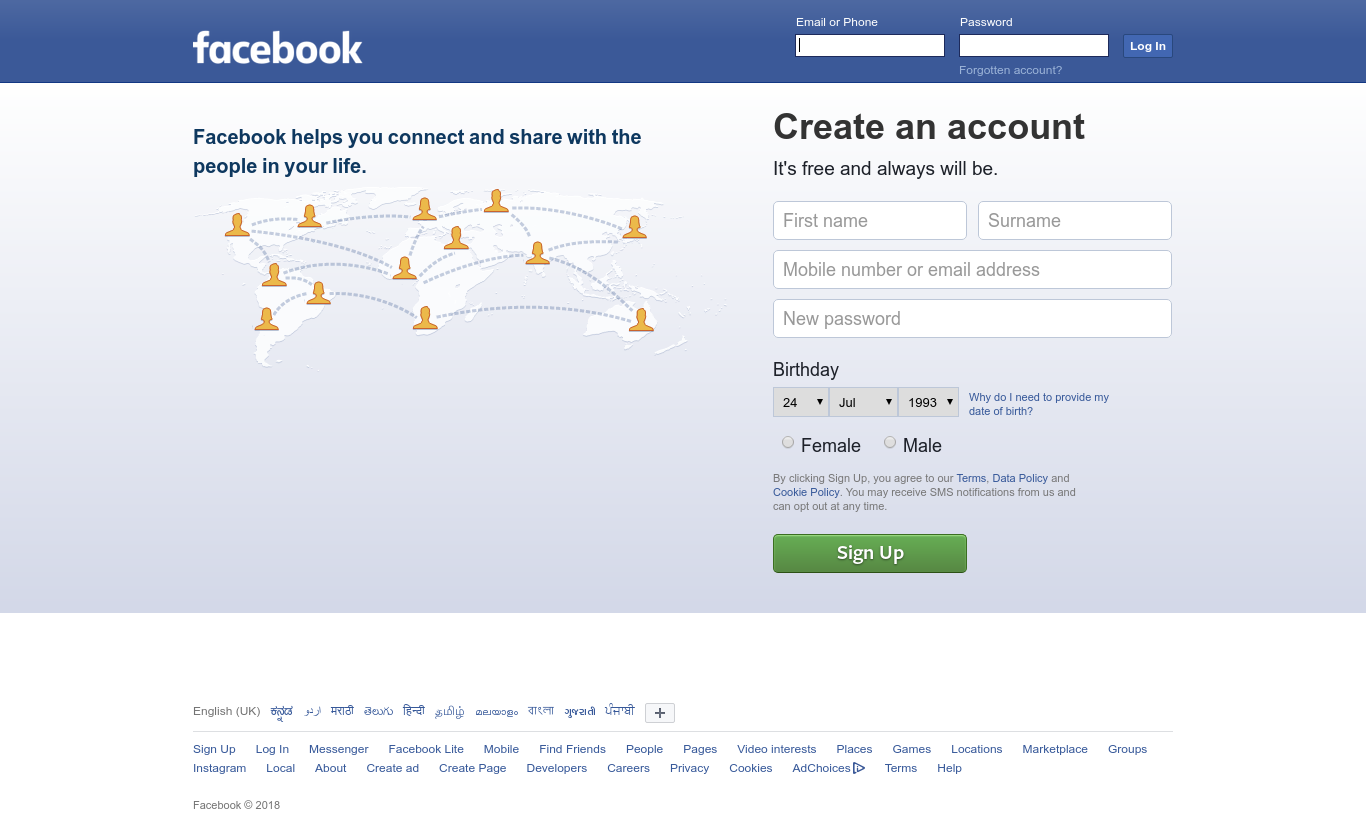 facebook
Email or Phone
Password
Log In
Forgotten account?
Facebook helps you connect and share with the
people in your life.
Create an account
It's free and always will be.
First name
Surname
Mobile number or email address
New password
Birthday
24 Jul 1993
Why do I need to provide my
date of birth?
Female Male
By clicking Sign Up, you agree to our Terms, Data Policy and
Cookie Policy. You may receive SMS notifications from us and
can opt out at any time.
Sign Up
English (UK) ಕನ್ನಡ اردو मराठी తెలుగు हिन्दी தமிழ் മലയാളം বাংলা ગુજરાતી ਪੰਜਾਬੀ +
Sign Up Log In Messenger Facebook Lite Mobile Find Friends People Pages Video interests Places Games Locations Marketplace Groups
Instagram Local About Create ad Create Page Developers Careers Privacy Cookies AdChoices Terms Help
Facebook © 2018